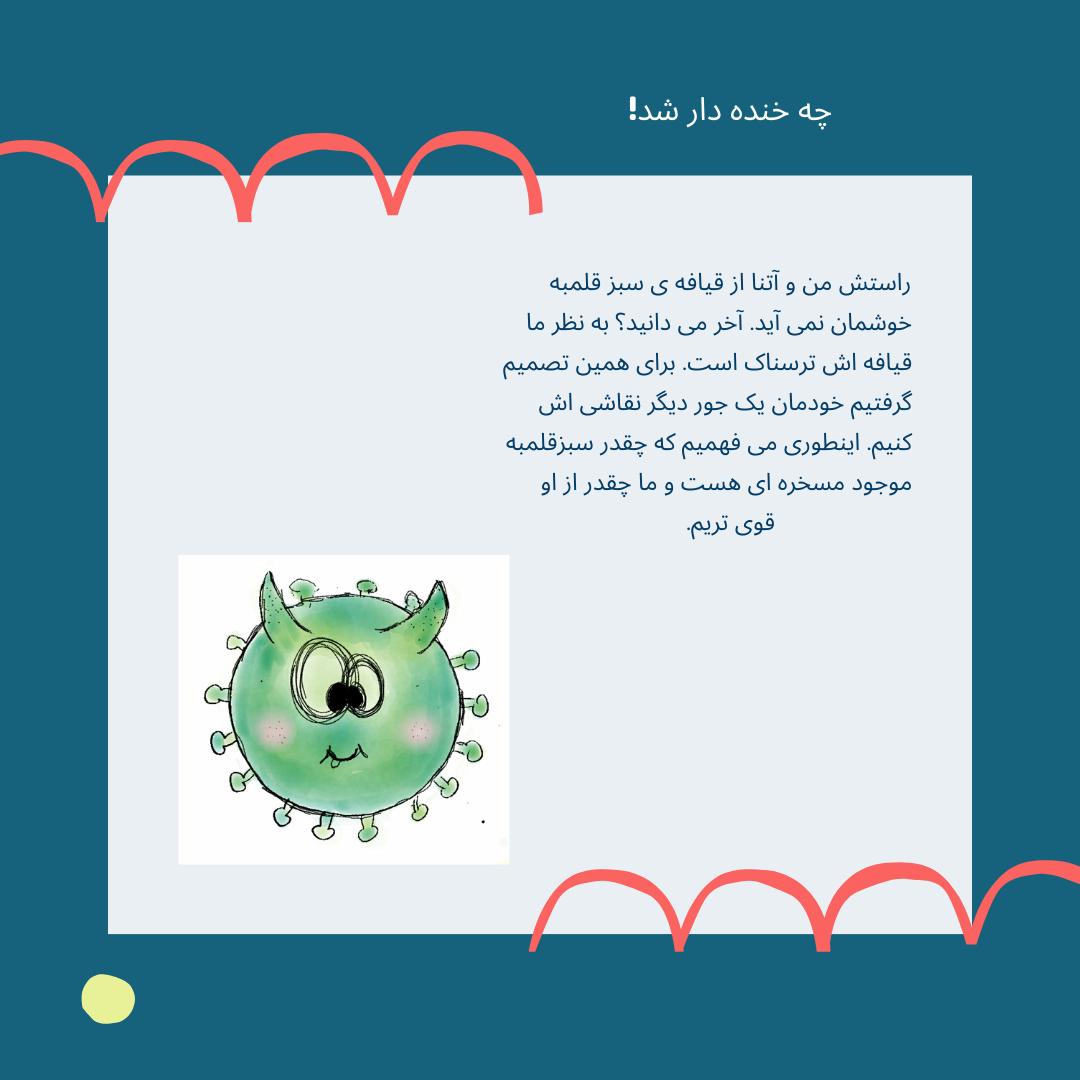 چه خنده دار شد!
راستش من و آتنا از قیافه ی سبز قلمبه
خوشمان نمی آید. آخر می دانید؟ به نظر ما
قیافه اش ترسناک است. برای همین تصمیم
گرفتیم خودمان یک جور دیگر نقاشی اش
کنیم. اینطوری می فهمیم که چقدر سبزقلمبه
موجود مسخره ای هست و ما چقدر از او
قوی تریم.